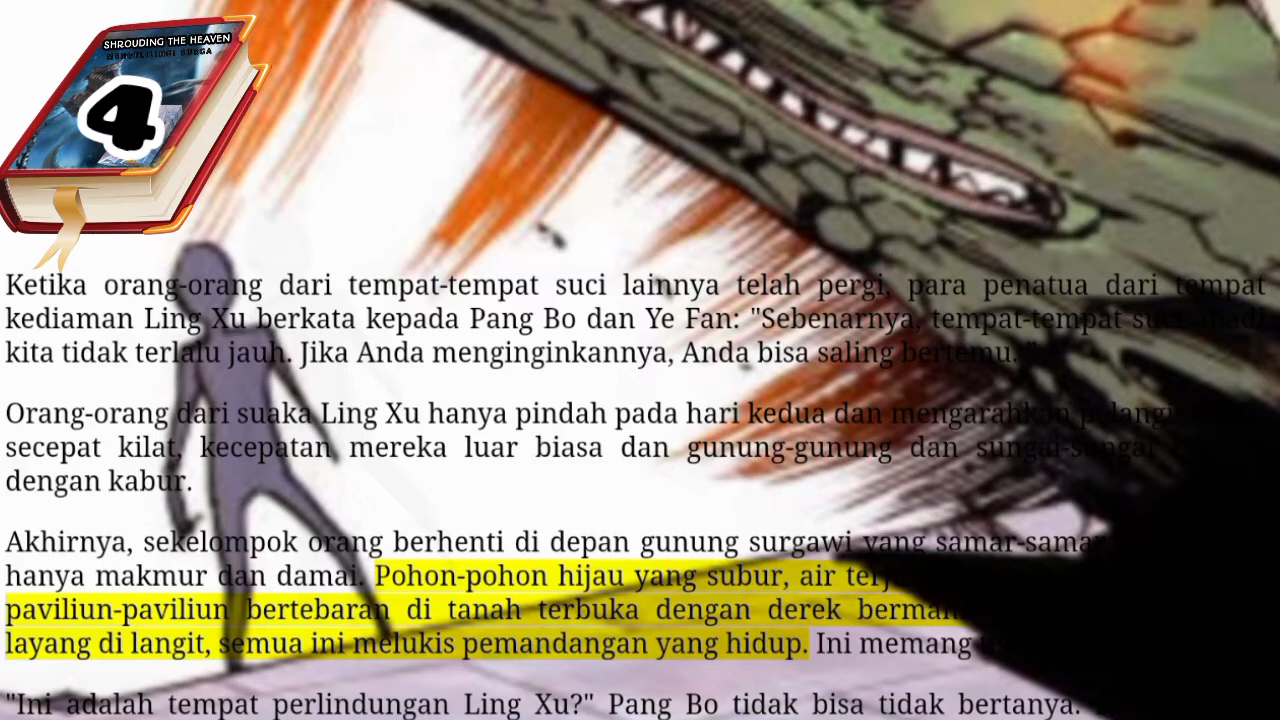 SHROUDING THE HEAVEN
MENGELILINGI SURGA
4
Ketika orang-orang dari tempat-tempat suci lainnya telah pergi, para penatua dari tempat
kediaman Ling Xu berkata kepada Pang Bo dan Ye Fan: "Sebenarnya, tempat-tempat suci abadi
kita tidak terlalu jauh. Jika Anda menginginkannya, Anda bisa saling bertemu."
Orang-orang dari suaka Ling Xu hanya pindah pada hari kedua dan mengarahkan pelangi
secepat kilat, kecepatan mereka luar biasa dan gunung-gunung dan sungai-sungai
dengan kabur.
Akhirnya, sekelompok orang berhenti di depan gunung surgawi yang samar-samar
hanya makmur dan damai. Pohon-pohon hijau yang subur, air
paviliun-paviliun bertebaran di tanah terbuka dengan derek
layang di langit, semua ini melukis pemandangan yang hidup. Ini memang
"Ini adalah tempat perlindungan Ling Xu?" Pang Bo tidak bisa tidak bertanya.